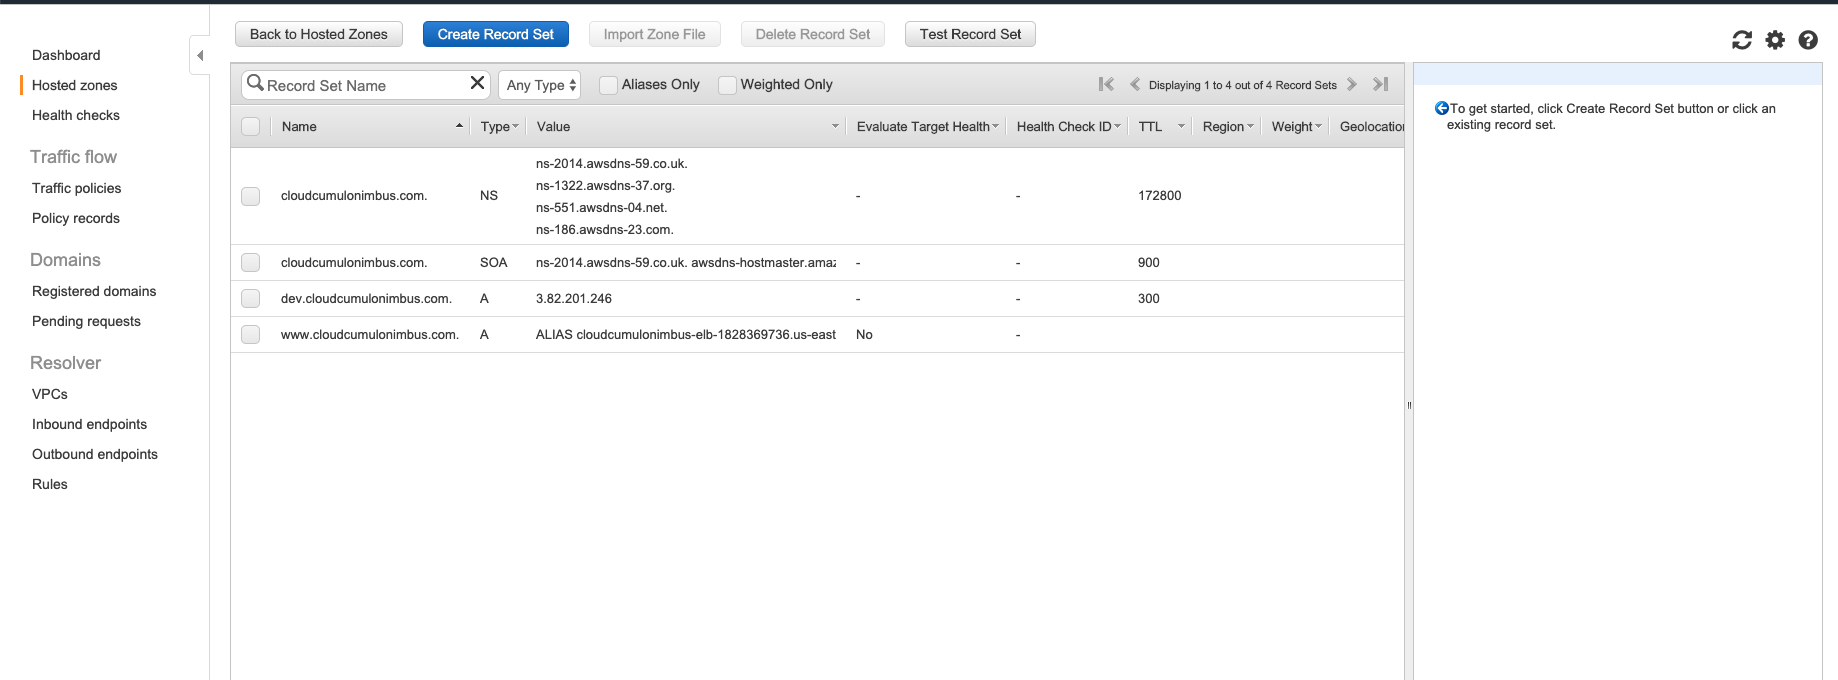 Back to Hosted Zones Create Record Set Import Zone File Delete Record Set Test Record Set
Dashboard
Hosted zones
Health checks
Traffic flow
Traffic policies
Policy records
Domains
Registered domains
Pending requests
Resolver
VPCs
Inbound endpoints
Outbound endpoints
Rules
Record Set Name Any Type Aliases Only Weighted Only Displaying 1 to 4 out of 4 Record Sets
Name Type Value Evaluate Target Health Health Check ID TTL Region Weight Geolocation
ns-2014.awsdns-59.co.uk.
ns-1322.awsdns-37.org.
cloudcumulonimbus.com. NS - - 172800
ns-551.awsdns-04.net.
ns-186.awsdns-23.com.
cloudcumulonimbus.com. SOA ns-2014.awsdns-59.co.uk. awsdns-hostmaster.amaz - - 900
dev.cloudcumulonimbus.com. A 3.82.201.246 - - 300
www.cloudcumulonimbus.com. A ALIAS cloudcumulonimbus-elb-1828369736.us-east No -
To get started, click Create Record Set button or click an
existing record set.